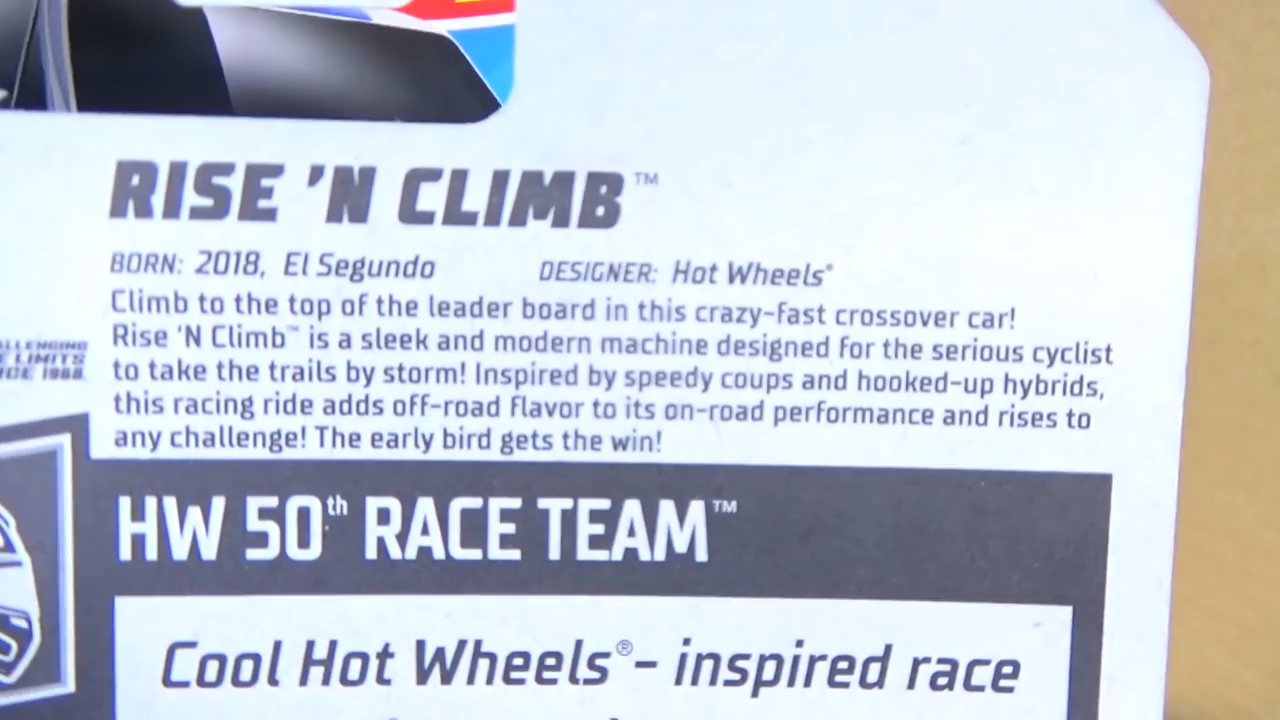 RISE 'N CLIMB™
BORN: 2018, El Segundo DESIGNER: Hot Wheels®
Climb to the top of the leader board in this crazy-fast crossover car!
Rise 'N Climb™ is a sleek and modern machine designed for the serious cyclist
to take the trails by storm! Inspired by speedy coups and hooked-up hybrids,
this racing ride adds off-road flavor to its on-road performance and rises to
any challenge! The early bird gets the win!
LIMITS
1968
HW 50th RACE TEAM™
Cool Hot Wheels®- inspired race